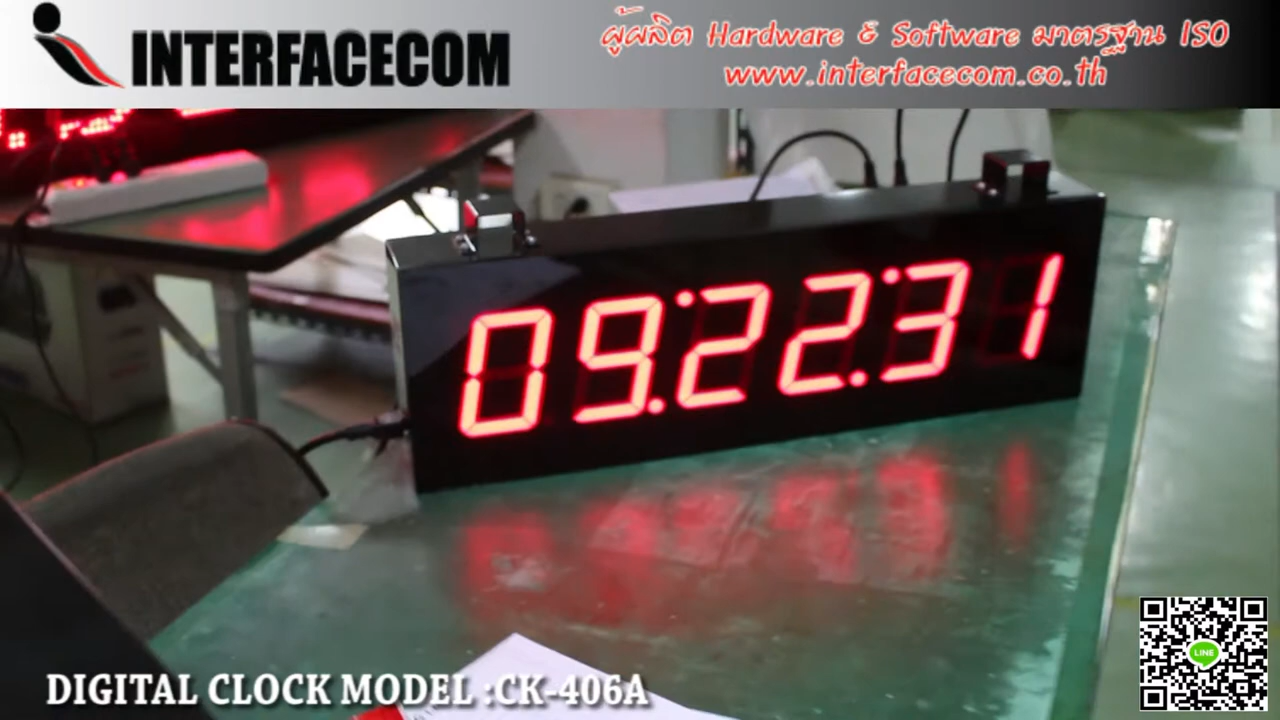 INTERFACECOM
ผู้ผลิต Hardware & Software มาตรฐาน ISO
www.interfacecom.co.th
09:22:31
LINE
DIGITAL CLOCK MODEL :CK-406A